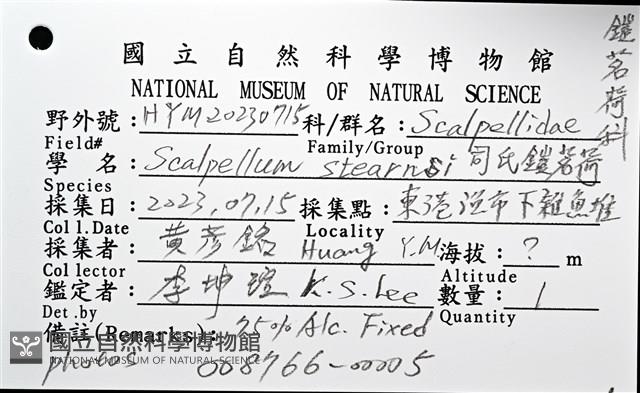 國立自然科學博物館
NATIONAL MUSEUM OF NATURAL SCIENCE
鎧茗荷科
野外號：HYM20230715 科/群名：Scalpellidae
Field# Family/Group
學 名：Scalpellum stearnsi 司氏鎧茗荷
Species
採集日：2023.07.15 採集點：東港漁市下雜魚堆
Coll.Date Locality
採集者：黃彥銘 Huang Y.M 海拔：? m
Collector Altitude
鑑定者：李坤瑄 K.S.Lee 數量：1
Det.by Quantity
備註(Remarks)：75% Alc. Fixed
國立自然科學博物館
NATIONAL MUSEUM OF NATURAL SCIENCE
photos 008766-00005